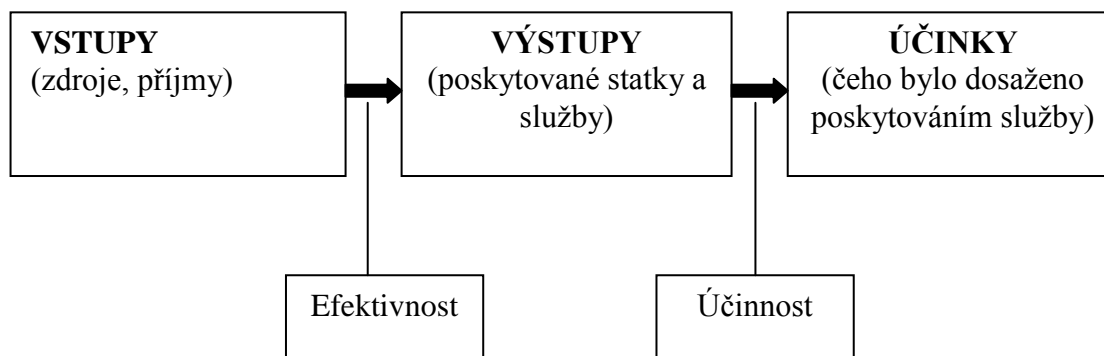 VSTUPY
(zdroje, příjmy)
VÝSTUPY
(poskytované statky a
služby)
ÚČINKY
(čeho bylo dosaženo
poskytováním služby)
Efektivnost
Účinnost